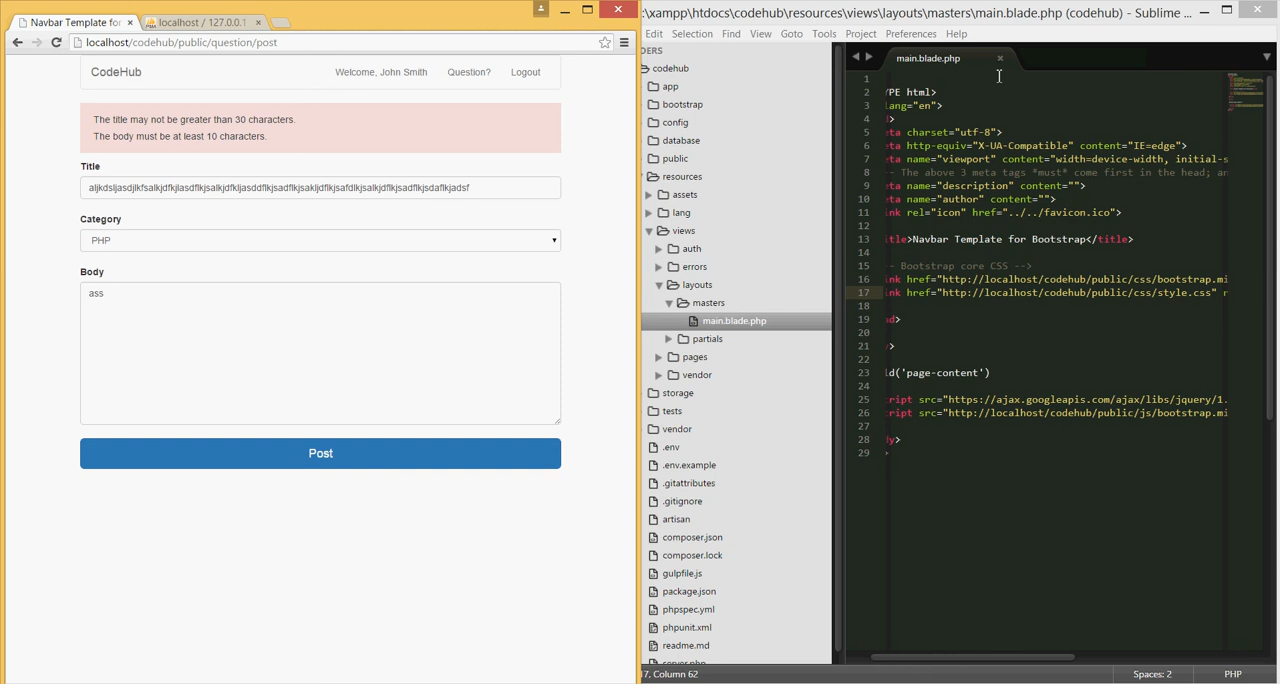 Navbar Template for
localhost / 127.0.0.1
localhost/codehub/public/question/post
CodeHub
Welcome, John Smith
Question?
Logout
The title may not be greater than 30 characters.
The body must be at least 10 characters.
Title
aljkdsljasdjlkfsalkjdfkjlasdflkjsalkjdfkljasddflkjsadflkjsakljdflkjsafdlkjsalkjdflkjsadflkjsdaflkjadsf
Category
PHP
Body
ass
Post
:\xampp\htdocs\codehub\resources\views\layouts\masters\main.blade.php (codehub) - Sublime ...
Edit Selection Find View Goto Tools Project Preferences Help
DERS
codehub
app
bootstrap
config
database
public
resources
assets
lang
views
auth
errors
layouts
masters
main.blade.php
partials
pages
vendor
storage
tests
vendor
.env
.env.example
.gitattributes
.gitignore
artisan
composer.json
composer.lock
gulpfile.js
package.json
phpspec.yml
phpunit.xml
readme.md
server.php
main.blade.php
1
2 YPE html>
3 lang="en">
4 d>
5 eta charset="utf-8">
6 eta http-equiv="X-UA-Compatible" content="IE=edge">
7 eta name="viewport" content="width=device-width, initial-s
8 -- The above 3 meta tags *must* come first in the head; an
9 eta name="description" content="">
10 eta name="author" content="">
11 ink rel="icon" href="../../favicon.ico">
12
13 itle>Navbar Template for Bootstrap</title>
14
15 -- Bootstrap core CSS -->
16 ink href="http://localhost/codehub/public/css/bootstrap.mi
17 ink href="http://localhost/codehub/public/css/style.css" r
18
19 ad>
20
21 y>
22
23 ld('page-content')
24
25 cript src="https://ajax.googleapis.com/ajax/libs/jquery/1.
26 cript src="http://localhost/codehub/public/js/bootstrap.mi
27
28 dy>
29 >
7, Column 62
Spaces: 2
PHP